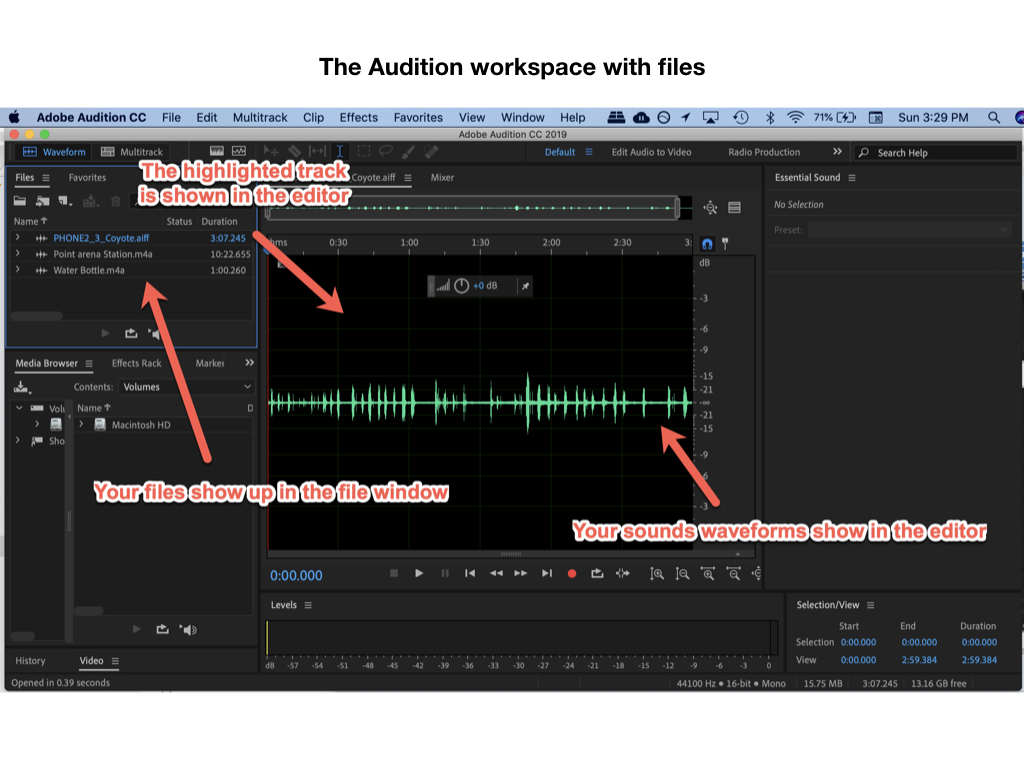 The Audition workspace with files
Adobe Audition CC File Edit Multitrack Clip Effects Favorites View Window Help 71% Sun 3:29 PM
Adobe Audition CC 2019
Waveform Multitrack Default Edit Audio to Video Radio Production » Search Help
The highlighted track
is shown in the editor
Files Favorites Coyote.aiff Mixer Essential Sound
No Selection
Name Status Duration
Preset:
PHONE2_3_Coyote.aiff 3:07.245
Point arena Station.m4a 10:22.655
Water Bottle.m4a 1:00.260
hms 0:30 1:00 1:30 2:00 2:30 3:
dB
+0 dB
-3
-6
-9
-15
-21
-∞
-21
-15
-9
-6
-3
Media Browser Effects Rack Marker »
Contents: Volumes
Volu Name D
Macintosh HD
Sho
Your files show up in the file window
Your sounds waveforms show in the editor
0:00.000
Levels
dB -57 -54 -51 -48 -45 -42 -39 -36 -33 -30 -27 -24 -21 -18 -15 -12 -9 -6 -3 0
Selection/View
Start End Duration
Selection 0:00.000 0:00.000 0:00.000
View 0:00.000 2:59.384 2:59.384
History Video
Opened in 0.39 seconds
44100 Hz • 16-bit • Mono 15.75 MB 3:07.245 13.16 GB free